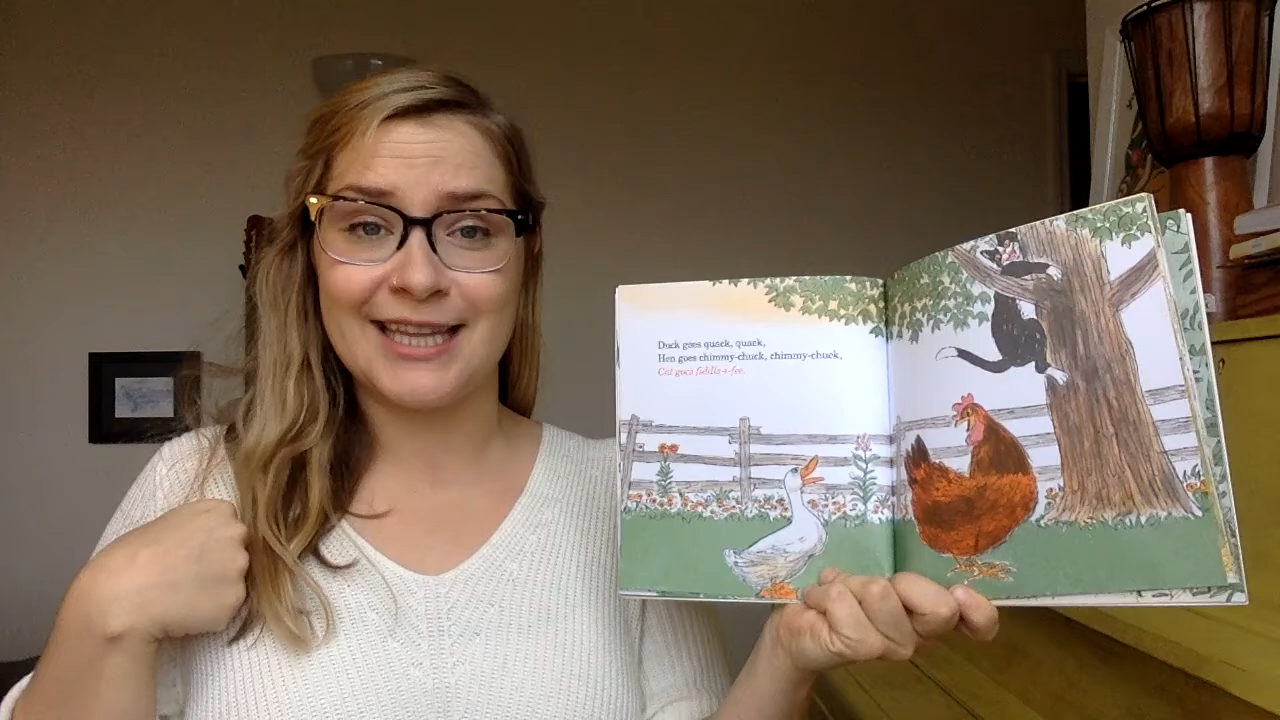 Duck goes quack, quack,
Hen goes chimmy-chuck, chimmy-chuck,
Cat goes fiddle-i-fee.